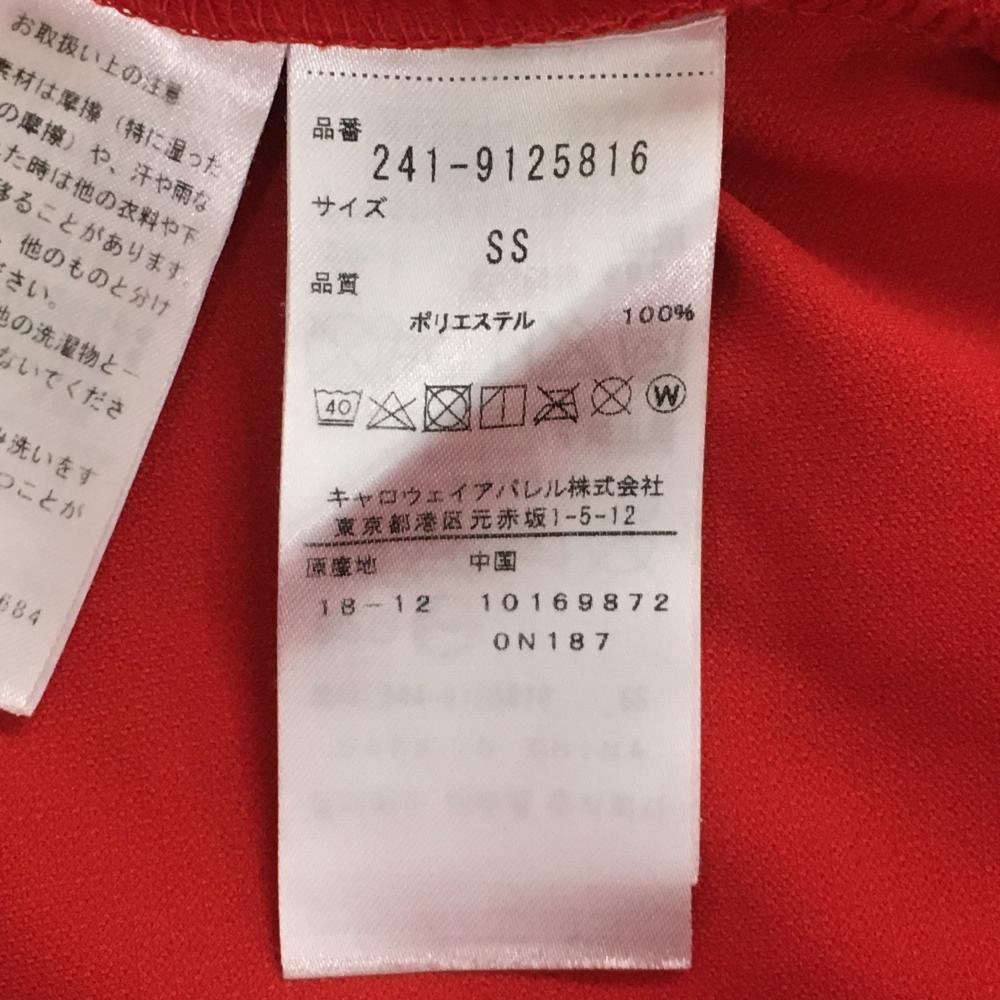 お取扱い上の注意
素材は摩擦（特に湿った
の摩擦）や、汗や雨な
た時は他の衣料や下
移ることがあります。
、他のものと分け
ださい。
他の洗濯物と一
ないでくださ
み洗いをす
つことが
684
品番
241-9125816
サイズ
SS
品質
ポリエステル 100%
40 W
キャロウェイアパレル株式会社
東京都港区元赤坂1-5-12
原産地 中国
18-12 10169872
0N187